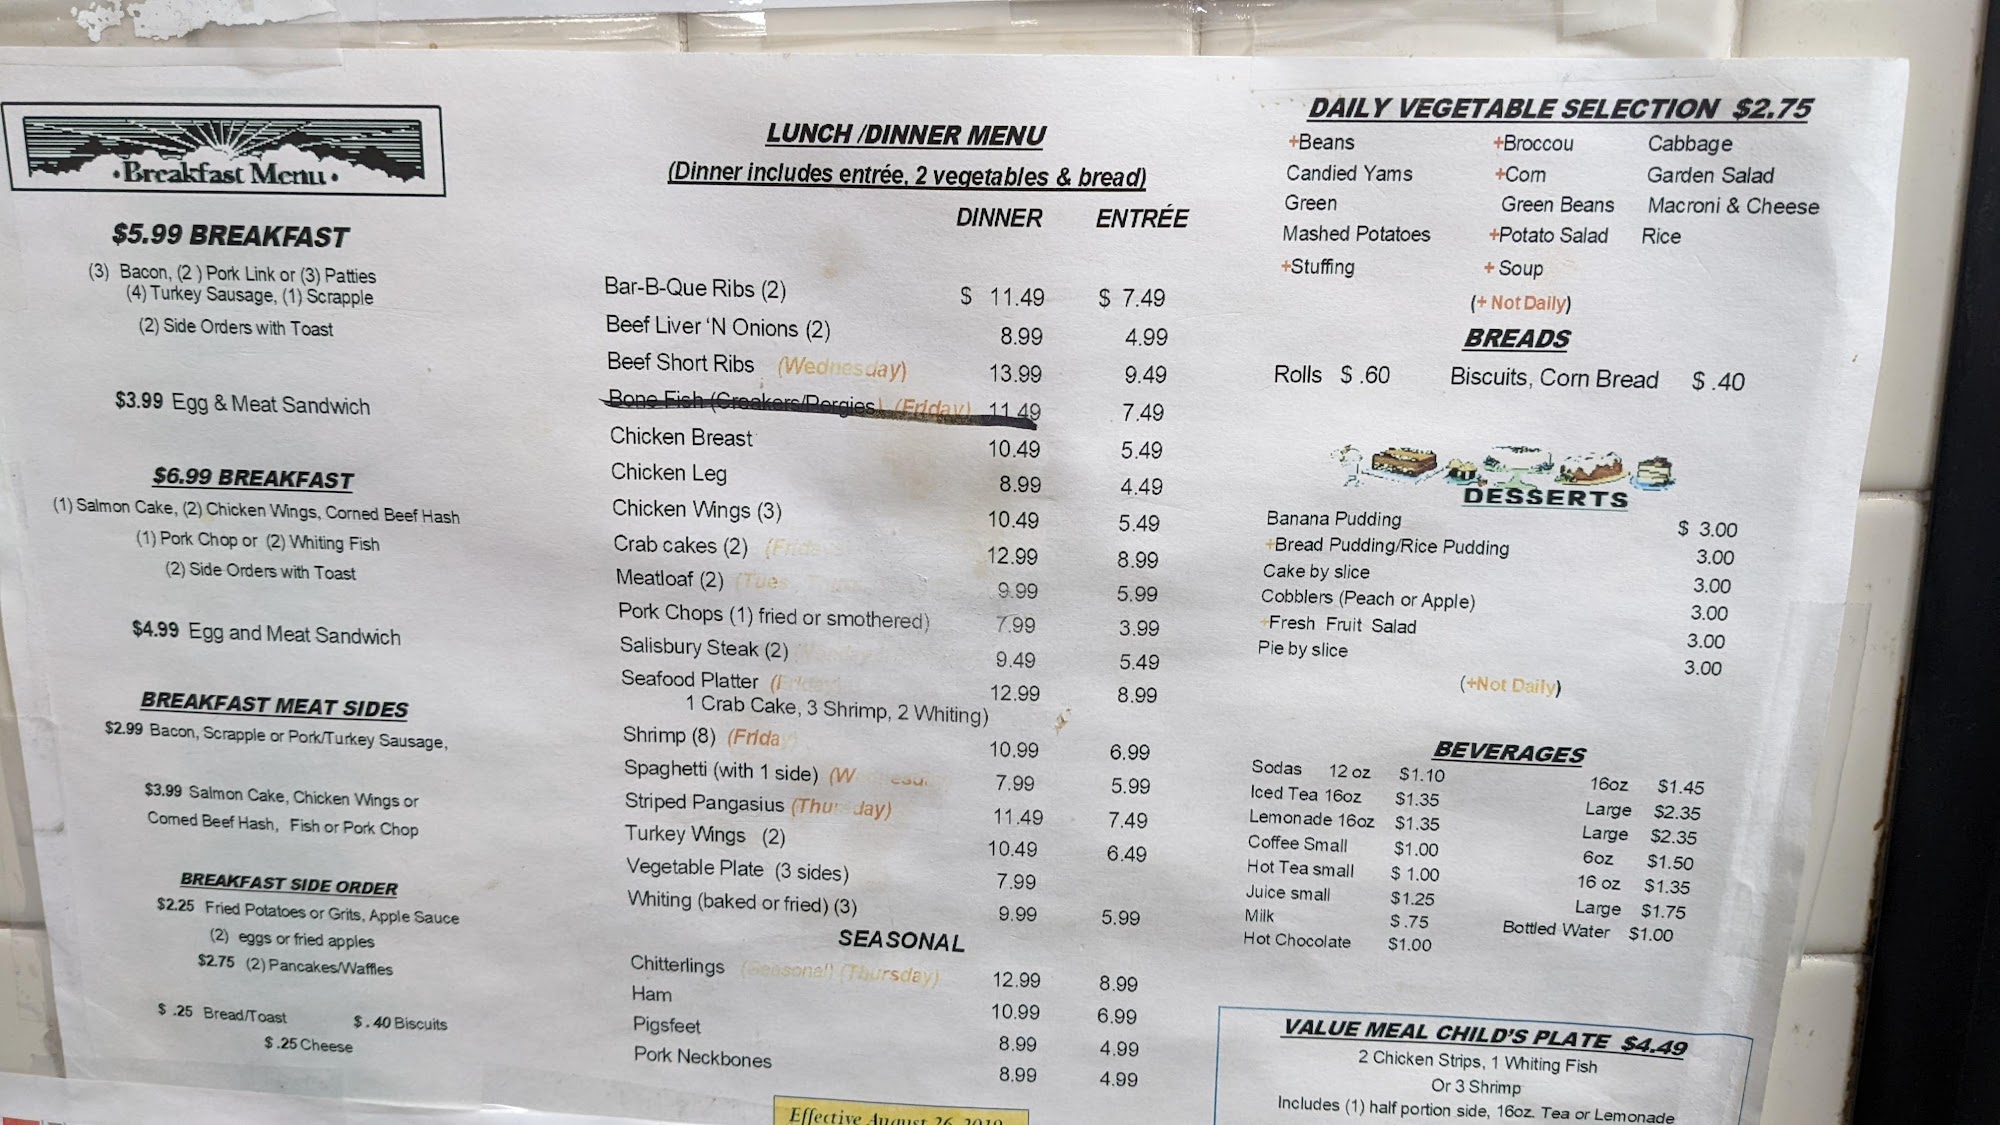 Breakfast Menu
$5.99 BREAKFAST
(3) Bacon, (2 ) Pork Link or (3) Patties
(4) Turkey Sausage, (1) Scrapple
(2) Side Orders with Toast
$3.99 Egg & Meat Sandwich
$6.99 BREAKFAST
(1) Salmon Cake, (2) Chicken Wings, Corned Beef Hash
(1) Pork Chop or (2) Whiting Fish
(2) Side Orders with Toast
$4.99 Egg and Meat Sandwich
BREAKFAST MEAT SIDES
$2.99 Bacon, Scrapple or Pork/Turkey Sausage,
$3.99 Salmon Cake, Chicken Wings or
Corned Beef Hash, Fish or Pork Chop
BREAKFAST SIDE ORDER
$2.25 Fried Potatoes or Grits, Apple Sauce
(2) eggs or fried apples
$2.75 (2) Pancakes/Waffles
$ .25 Bread/Toast $ . 40 Biscuits
$ .25 Cheese
LUNCH /DINNER MENU
(Dinner includes entrée, 2 vegetables & bread)
DINNER ENTRÉE
Bar-B-Que Ribs (2) $ 11.49 $ 7.49
Beef Liver 'N Onions (2) 8.99 4.99
Beef Short Ribs (Wednesday) 13.99 9.49
Bone Fish (Croakers/Porgies) (Friday) 11.49 7.49
Chicken Breast 10.49 5.49
Chicken Leg 8.99 4.49
Chicken Wings (3) 10.49 5.49
Crab cakes (2) (Fridays 12.99 8.99
Meatloaf (2) (Tues 9.99 5.99
Pork Chops (1) fried or smothered) 7.99 3.99
Salisbury Steak (2) 9.49 5.49
Seafood Platter (Friday 12.99 8.99
1 Crab Cake, 3 Shrimp, 2 Whiting)
Shrimp (8) (Friday 10.99 6.99
Spaghetti (with 1 side) (Wednesday 7.99 5.99
Striped Pangasius (Thursday) 11.49 7.49
Turkey Wings (2) 10.49 6.49
Vegetable Plate (3 sides) 7.99
Whiting (baked or fried) (3) 9.99 5.99
SEASONAL
Chitterlings (Seasonal) (Thursday) 12.99 8.99
Ham 10.99 6.99
Pigsfeet 8.99 4.99
Pork Neckbones 8.99 4.99
Effective August 26, 2019
DAILY VEGETABLE SELECTION $2.75
+Beans +Broccou Cabbage
Candied Yams +Corn Garden Salad
Green Green Beans Macroni & Cheese
Mashed Potatoes +Potato Salad Rice
+Stuffing + Soup
(+ Not Daily)
BREADS
Rolls $ .60 Biscuits, Corn Bread $ .40
DESSERTS
Banana Pudding $ 3.00
+Bread Pudding/Rice Pudding 3.00
Cake by slice 3.00
Cobblers (Peach or Apple) 3.00
+Fresh Fruit Salad 3.00
Pie by slice 3.00
(+Not Daily)
BEVERAGES
Sodas 12 oz $1.10 16oz $1.45
Iced Tea 16oz $1.35 Large $2.35
Lemonade 16oz $1.35 Large $2.35
Coffee Small $1.00 6oz $1.50
Hot Tea small $ 1.00 16 oz $1.35
Juice small $1.25 Large $1.75
Milk $ .75 Bottled Water $1.00
Hot Chocolate $1.00
VALUE MEAL CHILD'S PLATE $4.49
2 Chicken Strips, 1 Whiting Fish
Or 3 Shrimp
Includes (1) half portion side, 16oz. Tea or Lemonade